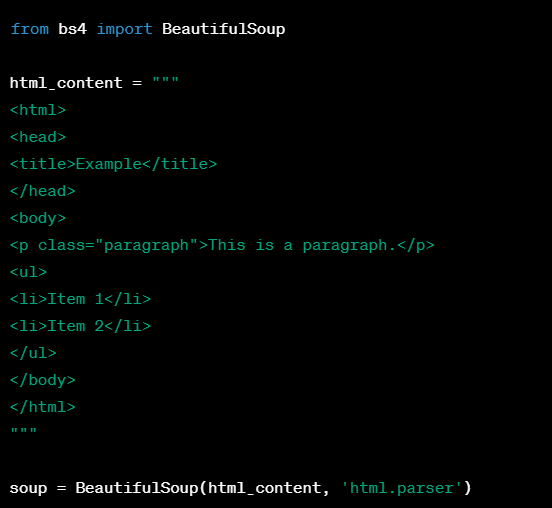 from bs4 import BeautifulSoup
html_content = """
<html>
<head>
<title>Example</title>
</head>
<body>
<p class="paragraph">This is a paragraph.</p>
<ul>
<li>Item 1</li>
<li>Item 2</li>
</ul>
</body>
</html>
"""
soup = BeautifulSoup(html_content, 'html.parser')